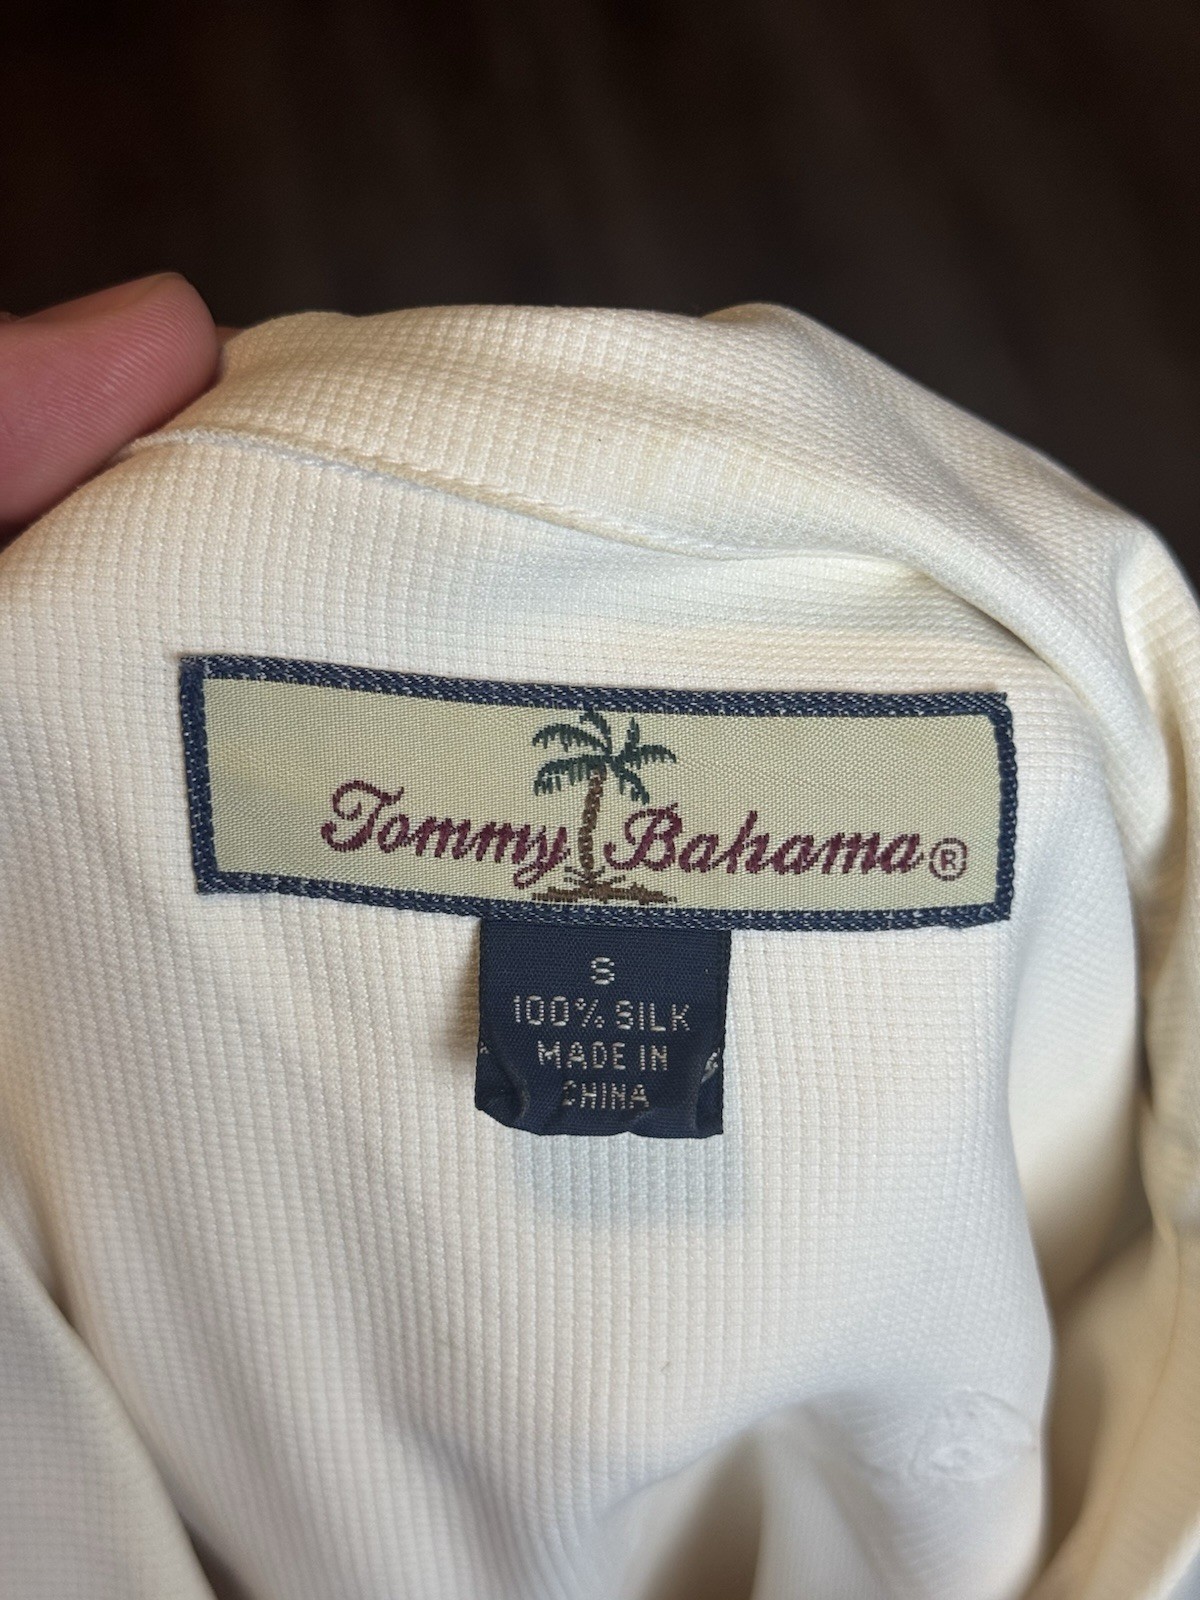 Tommy Bahama®
S
100% SILK
MADE IN
CHINA